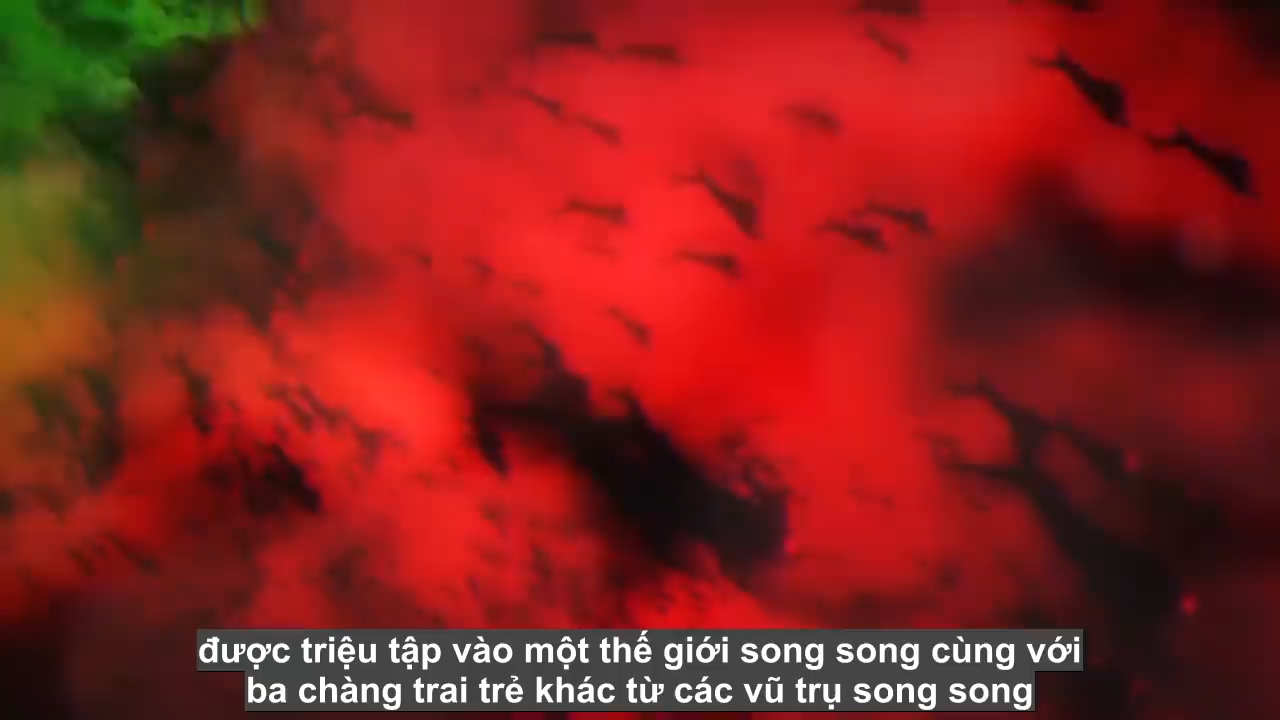 được triệu tập vào một thế giới song song cùng với
ba chàng trai trẻ khác từ các vũ trụ song song